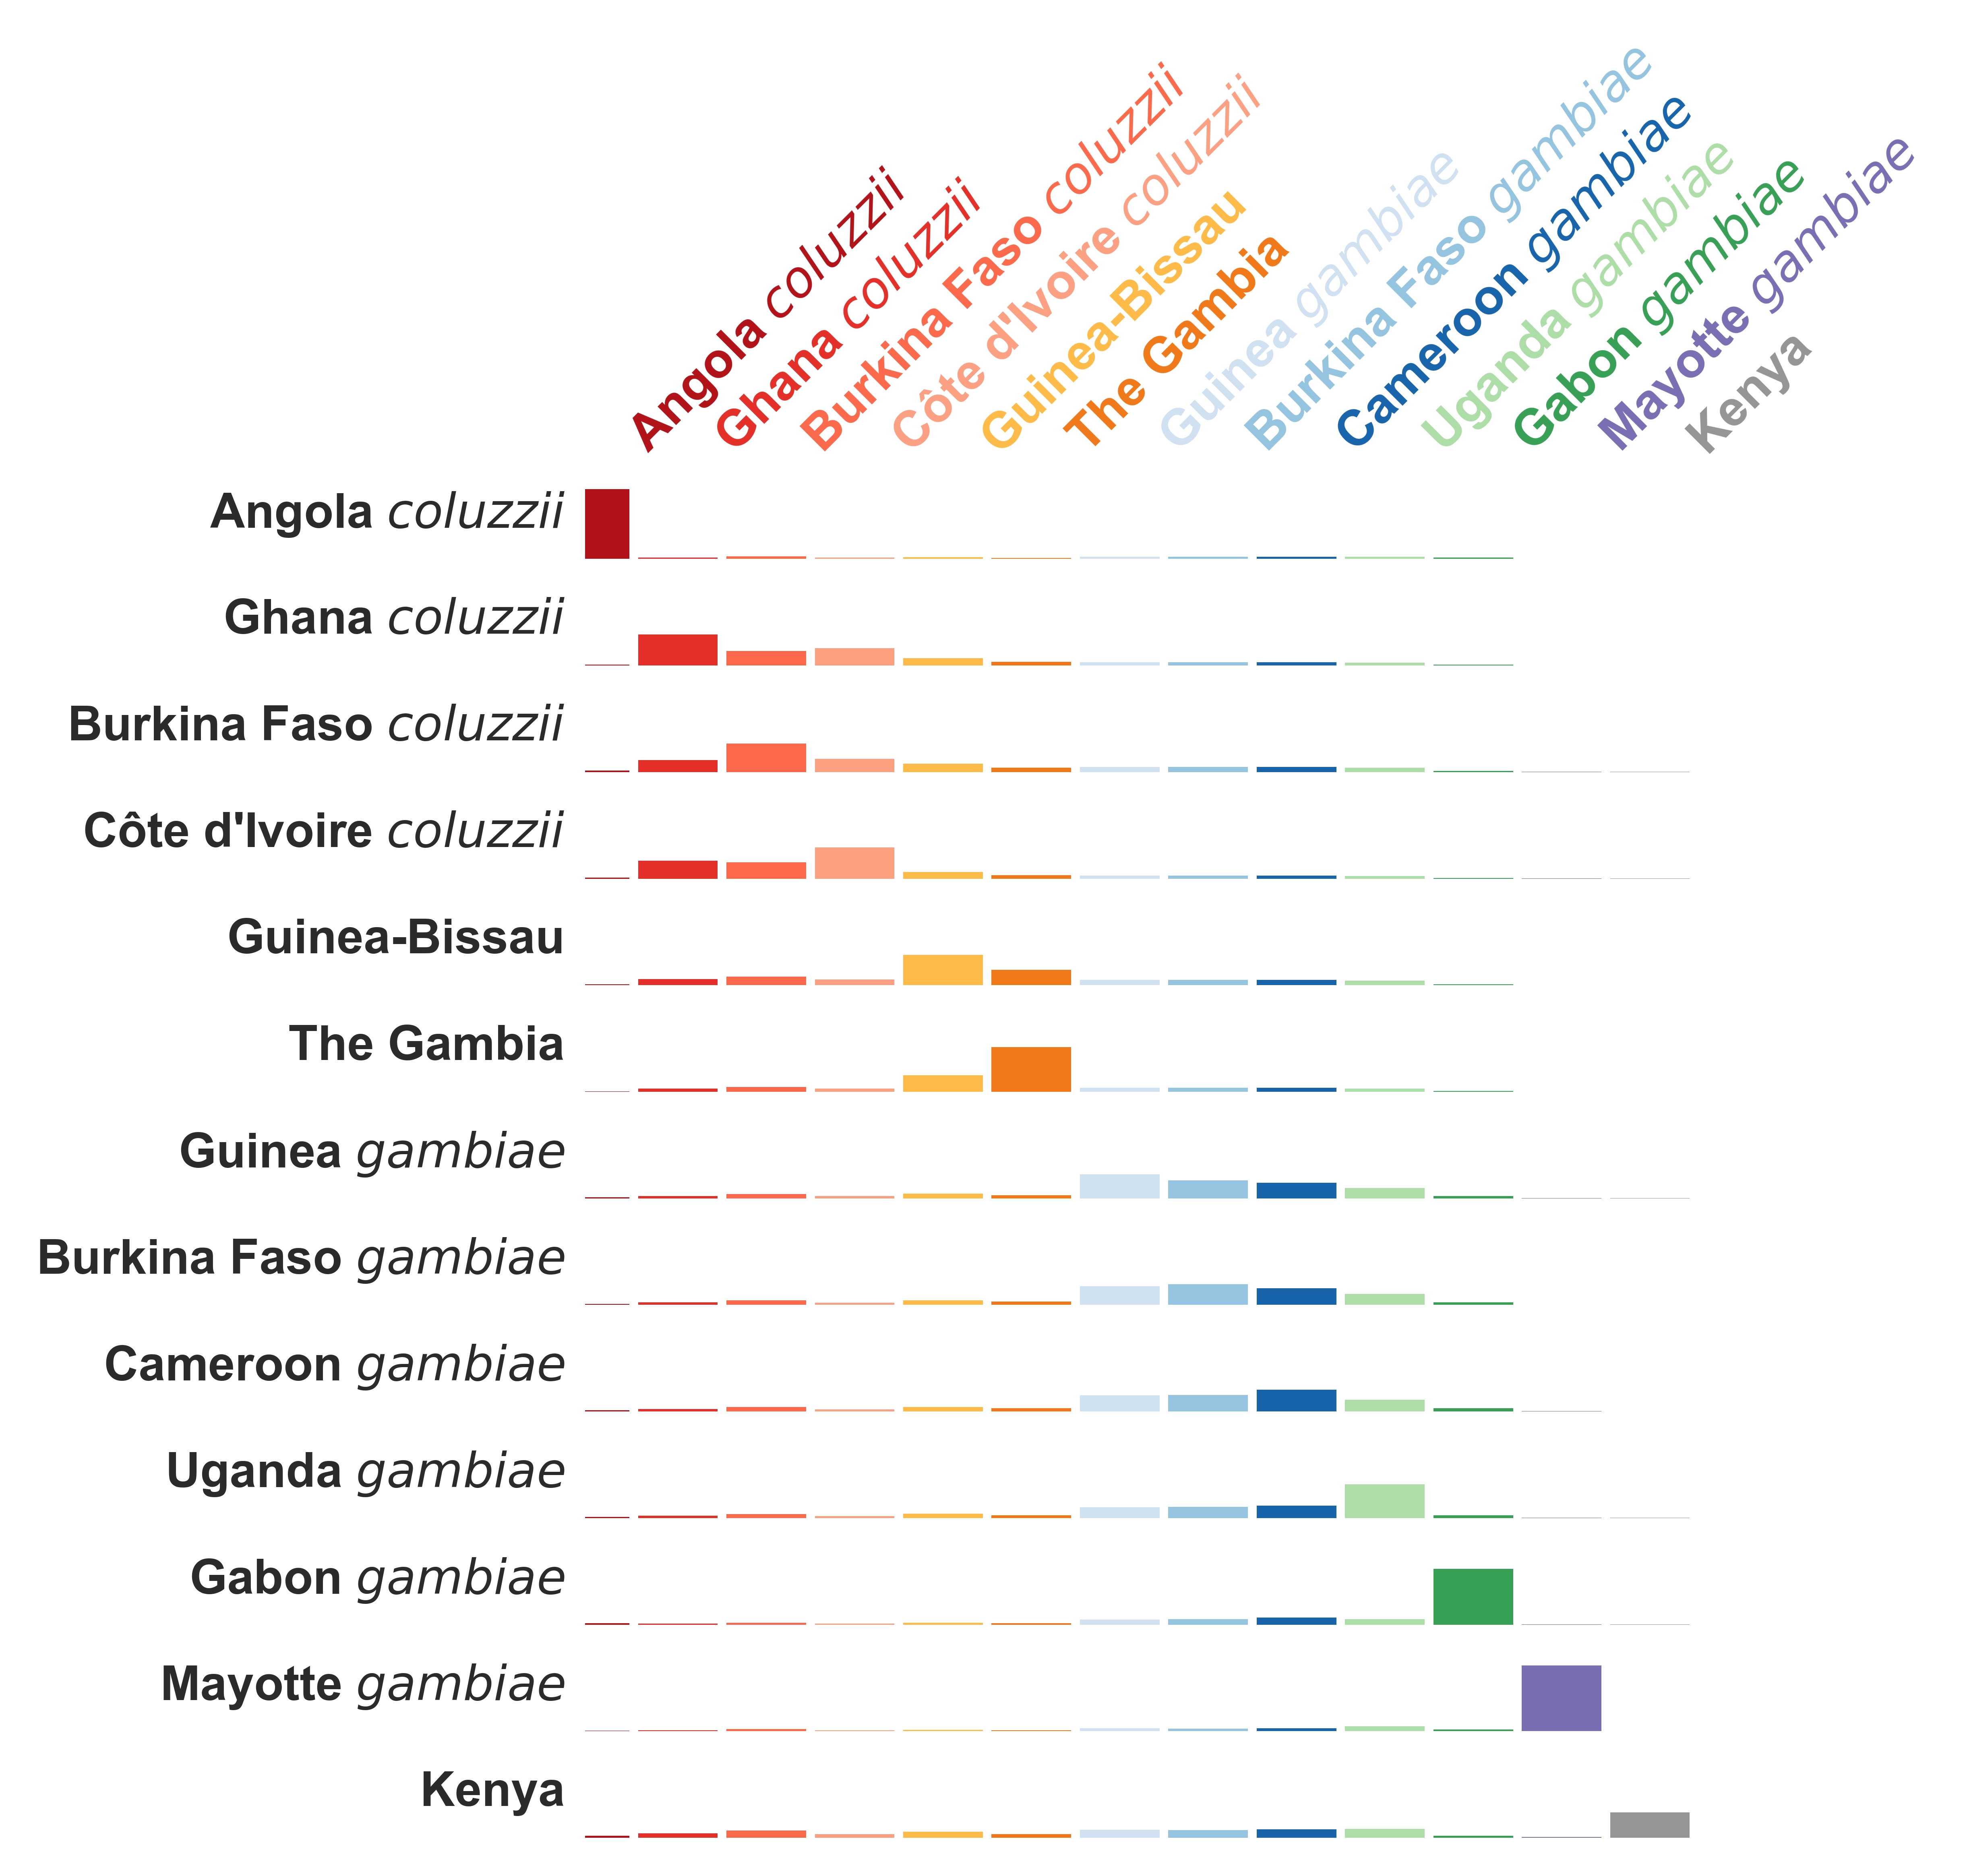 Angola coluzzii
Ghana coluzzii
Burkina Faso coluzzii
Côte d'Ivoire coluzzii
Guinea-Bissau
The Gambia
Guinea gambiae
Burkina Faso gambiae
Cameroon gambiae
Uganda gambiae
Gabon gambiae
Mayotte gambiae
Kenya
Angola coluzzii
Ghana coluzzii
Burkina Faso coluzzii
Côte d'Ivoire coluzzii
Guinea-Bissau
The Gambia
Guinea gambiae
Burkina Faso gambiae
Cameroon gambiae
Uganda gambiae
Gabon gambiae
Mayotte gambiae
Kenya